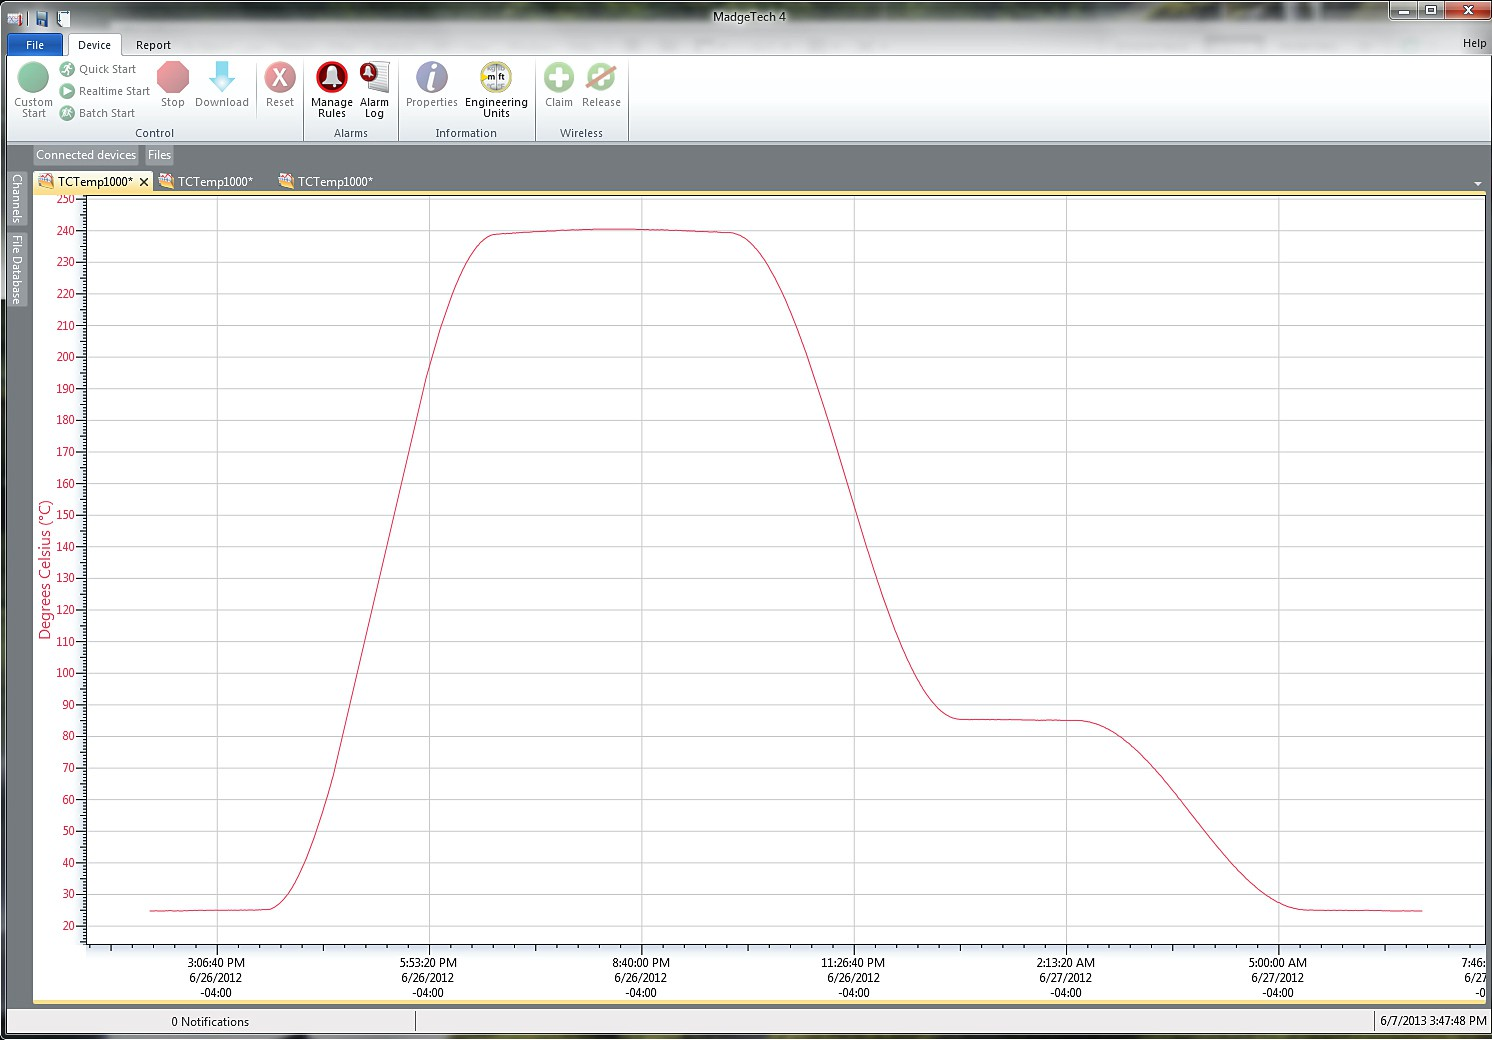 MadgeTech 4
File
Device
Report
Help
Custom
Start
Quick Start
Realtime Start
Batch Start
Stop
Download
Reset
Manage
Rules
Alarm
Log
Properties
m ft
Engineering
Units
Claim
Release
Control
Alarms
Information
Wireless
Connected devices
Files
Channels
File Database
TCTemp1000*
TCTemp1000*
TCTemp1000*
Degrees Celsius (°C)
250
240
230
220
210
200
190
180
170
160
150
140
130
120
110
100
90
80
70
60
50
40
30
20
3:06:40 PM
6/26/2012
-04:00
5:53:20 PM
6/26/2012
-04:00
8:40:00 PM
6/26/2012
-04:00
11:26:40 PM
6/26/2012
-04:00
2:13:20 AM
6/27/2012
-04:00
5:00:00 AM
6/27/2012
-04:00
7:46:
6/27
-0
0 Notifications
6/7/2013 3:47:48 PM